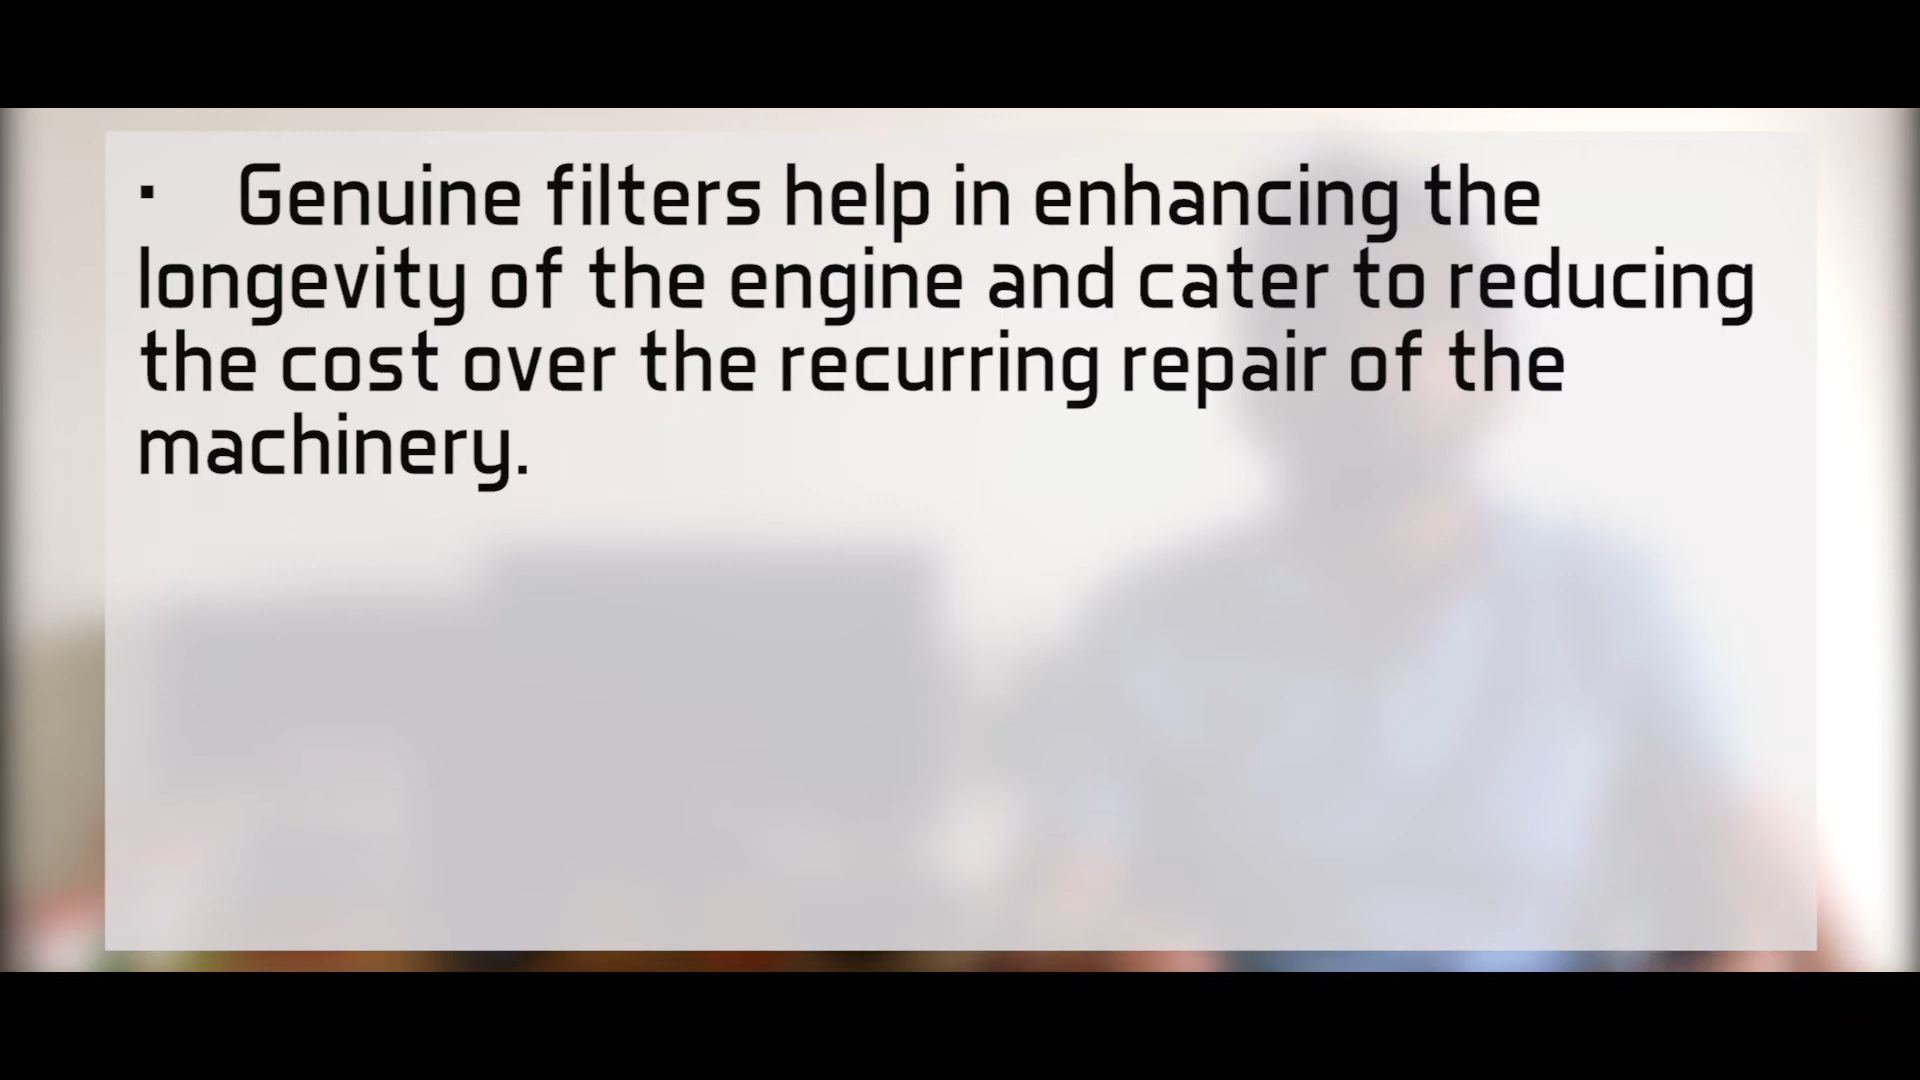 ▪ Genuine filters help in enhancing the
longevity of the engine and cater to reducing
the cost over the recurring repair of the
machinery.